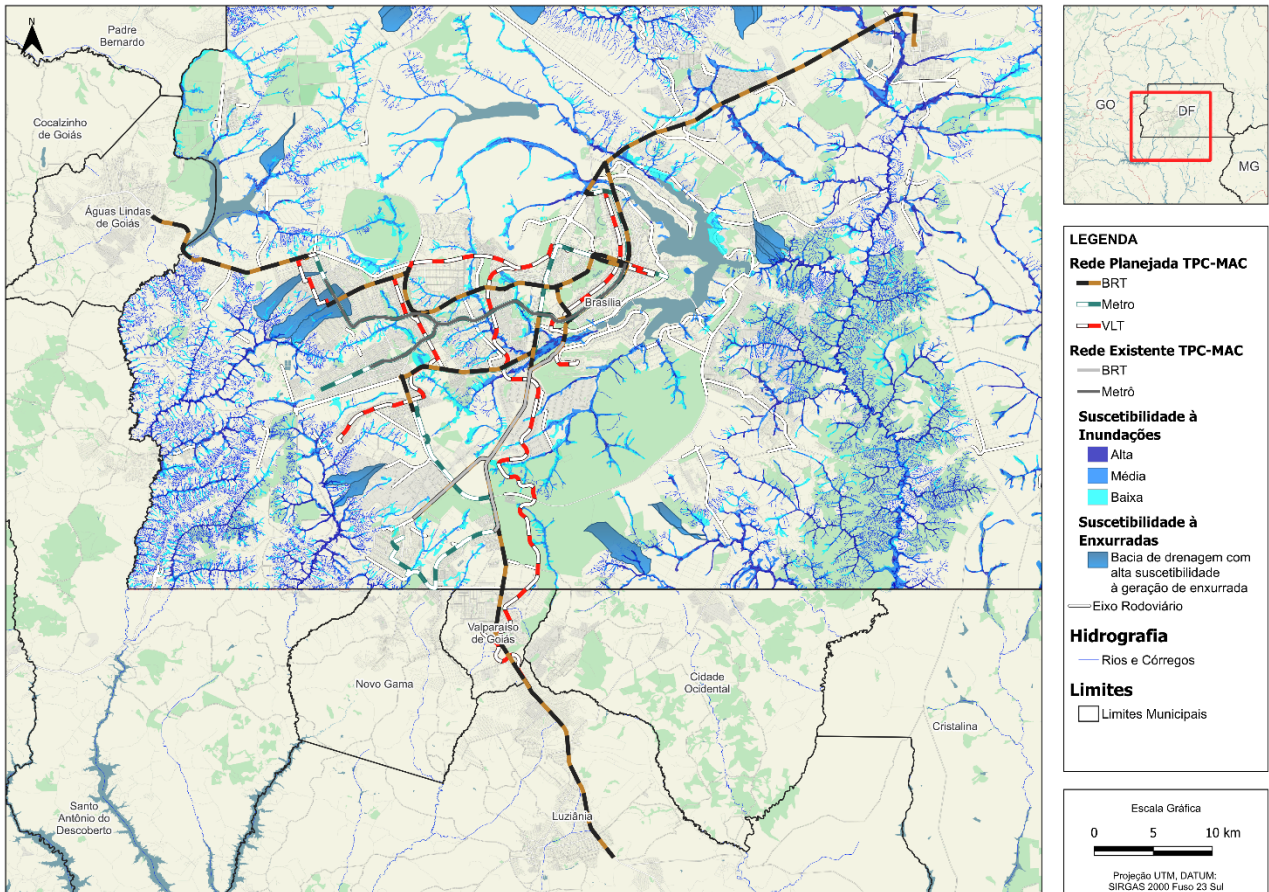 N
Padre
Bernardo
Cocalzinho
de Goiás
Águas Lindas
de Goiás
Brasília
Valparaíso
de Goiás
Novo Gama
Cidade
Ocidental
Cristalina
Santo
Antônio do
Descoberto
Luziânia
GO
DF
MG
LEGENDA
Rede Planejada TPC-MAC
BRT
Metro
VLT
Rede Existente TPC-MAC
BRT
Metrô
Suscetibilidade à
Inundações
Alta
Média
Baixa
Suscetibilidade à
Enxurradas
Bacia de drenagem com
alta suscetibilidade
à geração de enxurrada
Eixo Rodoviário
Hidrografia
Rios e Córregos
Limites
Limites Municipais
Escala Gráfica
0 5 10 km
Projeção UTM, DATUM:
SIRGAS 2000 Fuso 23 Sul